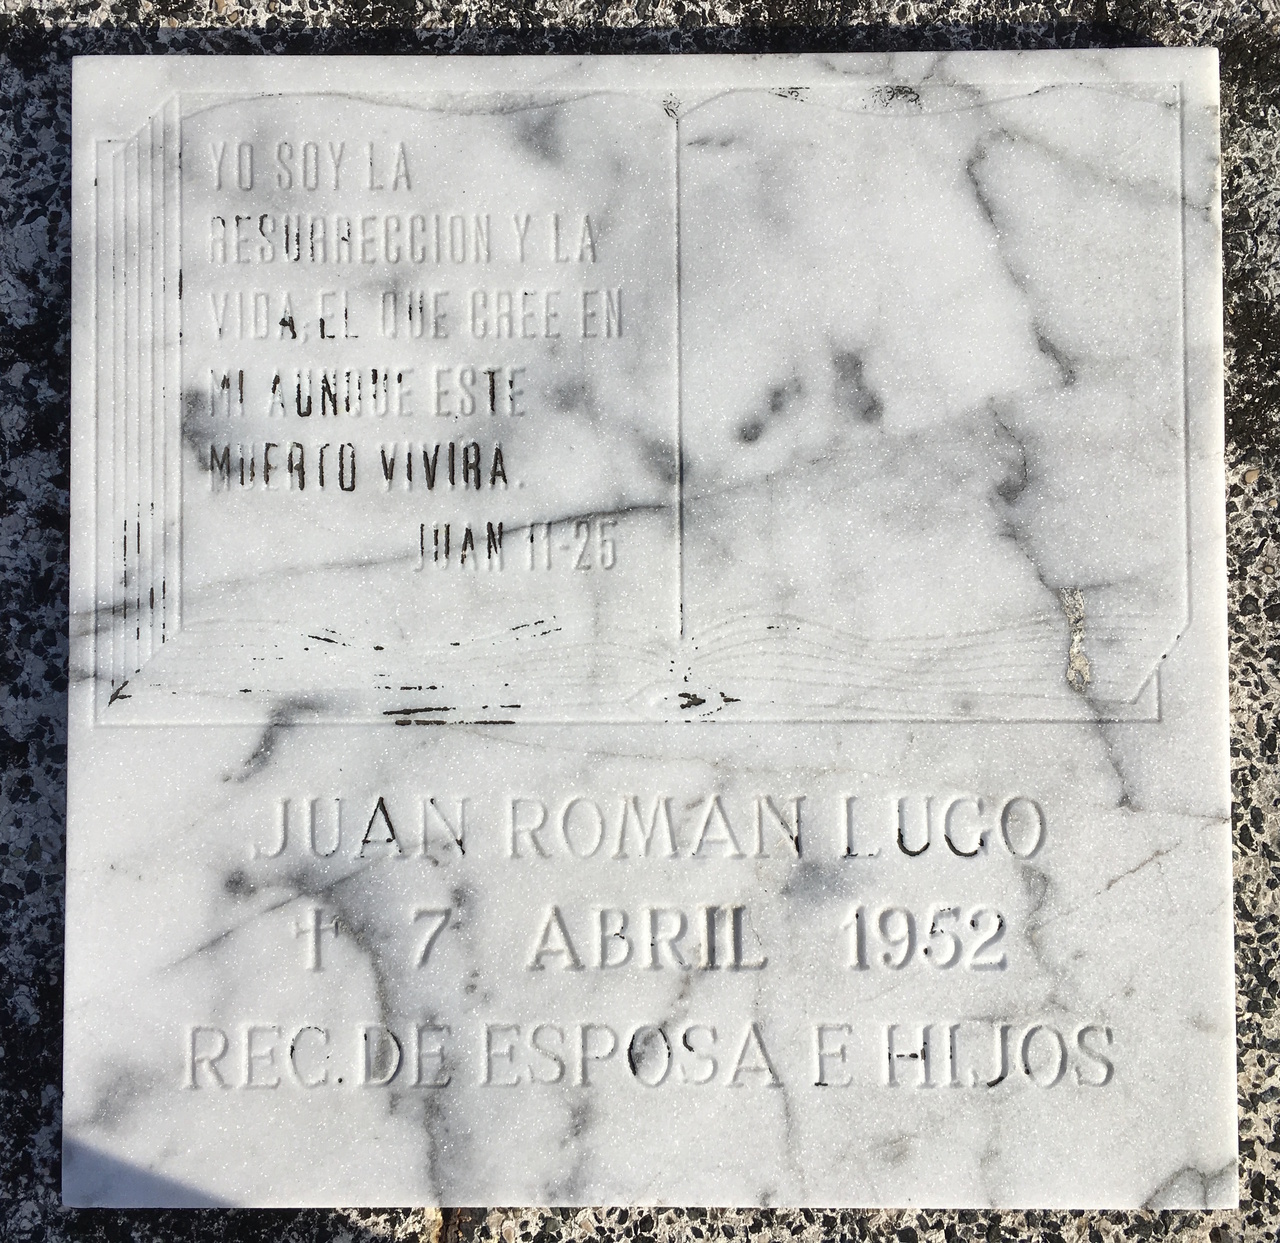 YO SOY LA
RESURRECCION Y LA
VIDA, EL QUE CREE EN
MI AUNQUE ESTE
MUERTO VIVIRA.
JUAN 11-25
JUAN ROMAN LUGO
† 7 ABRIL 1952
REC. DE ESPOSA E HIJOS